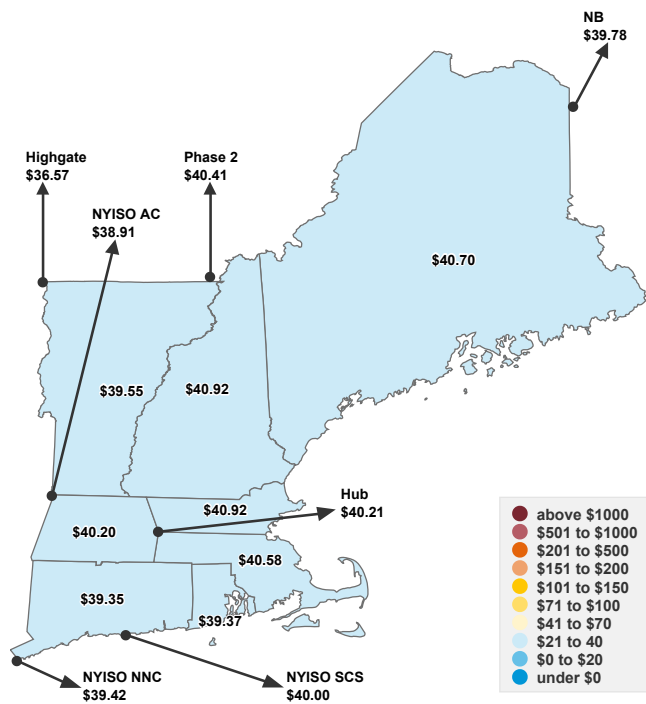 NB
$39.78
Highgate
$36.57
Phase 2
$40.41
NYISO AC
$38.91
$40.70
$39.55
$40.92
Hub
$40.21
$40.92
$40.20
$40.58
$39.35
$39.37
NYISO NNC
$39.42
NYISO SCS
$40.00
above $1000
$501 to $1000
$201 to $500
$151 to $200
$101 to $150
$71 to $100
$41 to $70
$21 to 40
$0 to $20
under $0